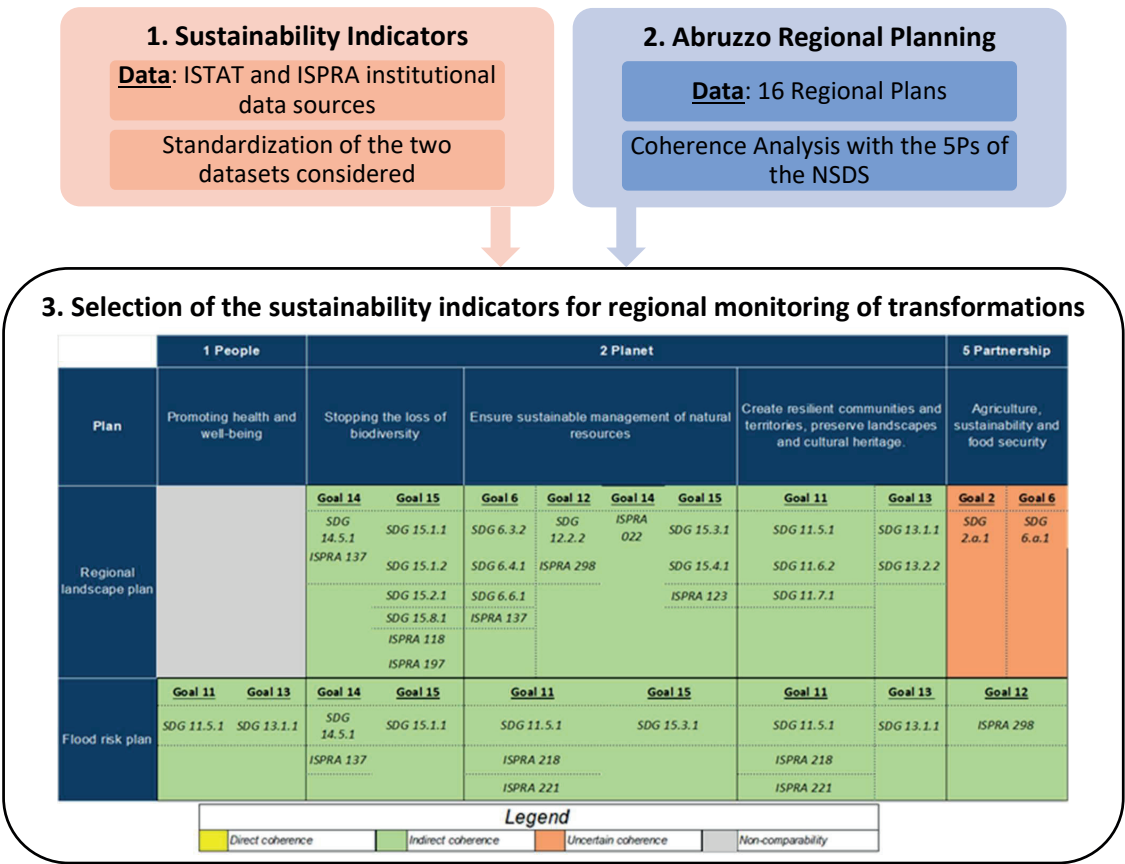 1. Sustainability Indicators
Data: ISTAT and ISPRA institutional
data sources
Standardization of the two
datasets considered
2. Abruzzo Regional Planning
Data: 16 Regional Plans
Coherence Analysis with the 5Ps of
the NSDS
3. Selection of the sustainability indicators for regional monitoring of transformations
1 People 2 Planet 5 Partnership
Plan
Promoting health and
well-being
Stopping the loss of
biodiversity
Ensure sustainable management of natural
resources
Create resilient communities and
territories, preserve landscapes
and cultural heritage.
Agriculture,
sustainability and
food security
Regional
landscape plan
Goal 14 Goal 15 Goal 6 Goal 12 Goal 14 Goal 15 Goal 11 Goal 13 Goal 2 Goal 6
SDG
14.5.1
SDG 15.1.1 SDG 6.3.2
SDG
12.2.2
ISPRA
022
SDG 15.3.1 SDG 11.5.1 SDG 13.1.1
SDG
2.a.1
SDG
6.a.1
ISPRA 137
SDG 15.1.2 SDG 6.4.1 ISPRA 298 SDG 15.4.1 SDG 11.6.2 SDG 13.2.2
SDG 15.2.1 SDG 6.6.1 ISPRA 123 SDG 11.7.1
SDG 15.8.1 ISPRA 137
ISPRA 118
ISPRA 197
Flood risk plan
Goal 11 Goal 13 Goal 14 Goal 15 Goal 11 Goal 15 Goal 11 Goal 13 Goal 12
SDG 11.5.1 SDG 13.1.1
SDG
14.5.1
SDG 15.1.1 SDG 11.5.1 SDG 15.3.1 SDG 11.5.1 SDG 13.1.1 ISPRA 298
ISPRA 137 ISPRA 218 ISPRA 218
ISPRA 221 ISPRA 221
Legend
Direct coherence Indirect coherence Uncertain coherence Non-comparability